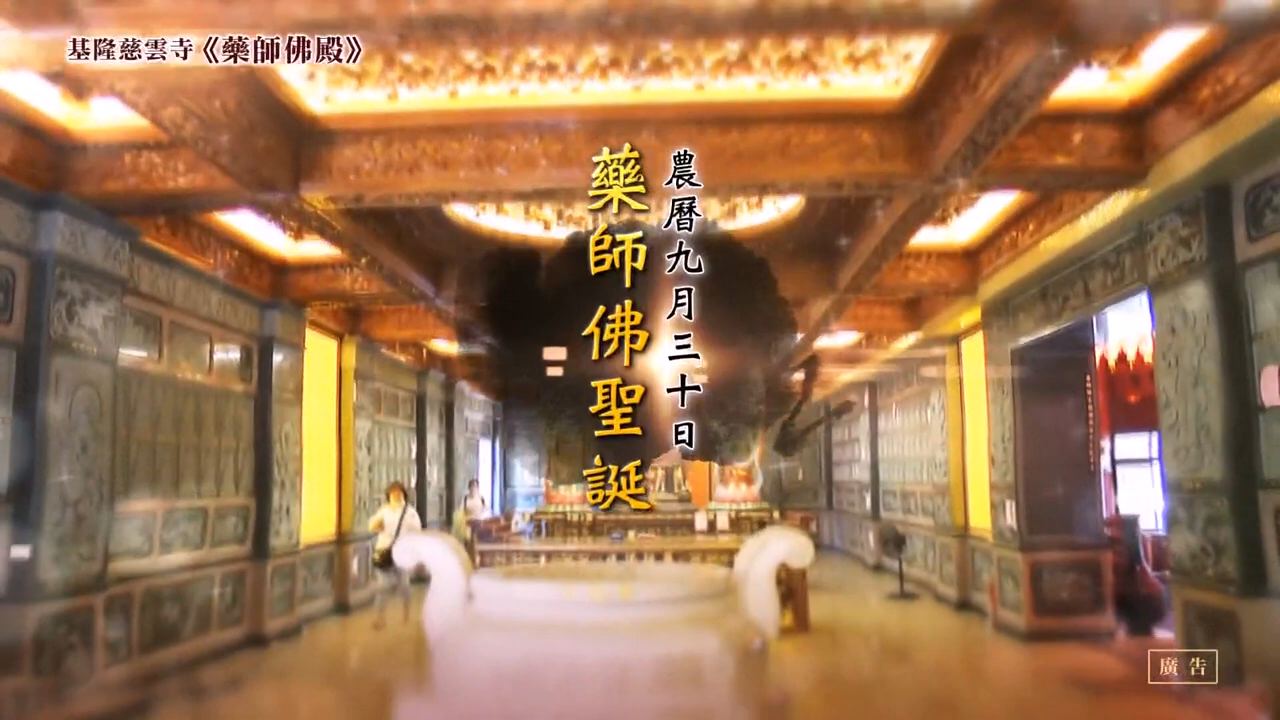 基隆慈雲寺《藥師佛殿》
農曆九月三十日
藥師佛聖誕
廣告